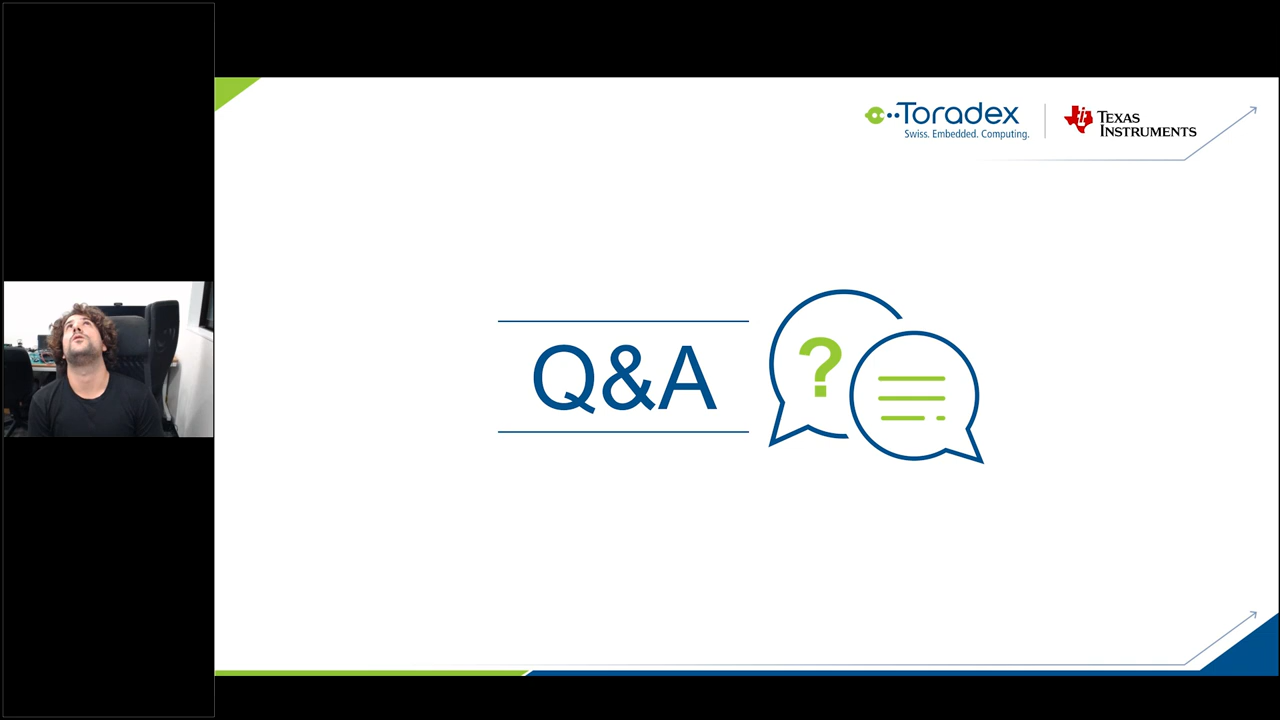 Toradex
Swiss. Embedded. Computing.
TEXAS
INSTRUMENTS
Q&A
?